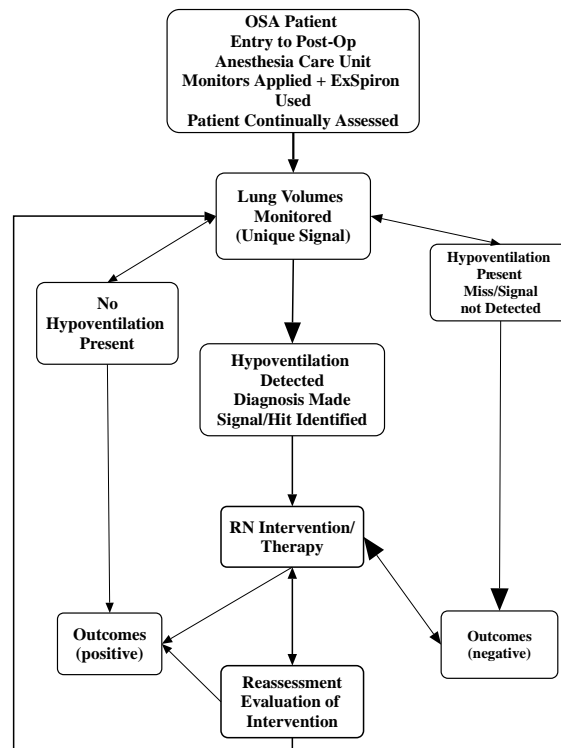 OSA Patient
Entry to Post-Op
Anesthesia Care Unit
Monitors Applied + ExSpiron
Used
Patient Continually Assessed
Lung Volumes
Monitored
(Unique Signal)
Hypoventilation
Present
Miss/Signal
not Detected
No
Hypoventilation
Present
Hypoventilation
Detected
Diagnosis Made
Signal/Hit Identified
RN Intervention/
Therapy
Outcomes
(positive)
Outcomes
(negative)
Reassessment
Evaluation of
Intervention